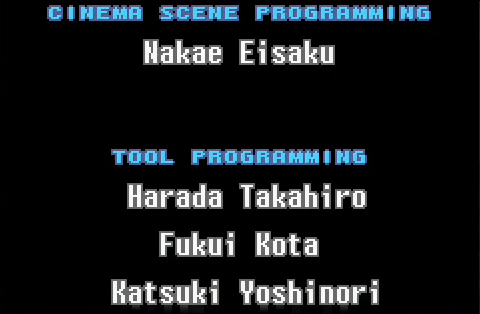 CINEMA SCENE PROGRAMMING
Nakae Eisaku
TOOL PROGRAMMING
Harada Takahiro
Fukui Kota
Katsuki Yoshinori